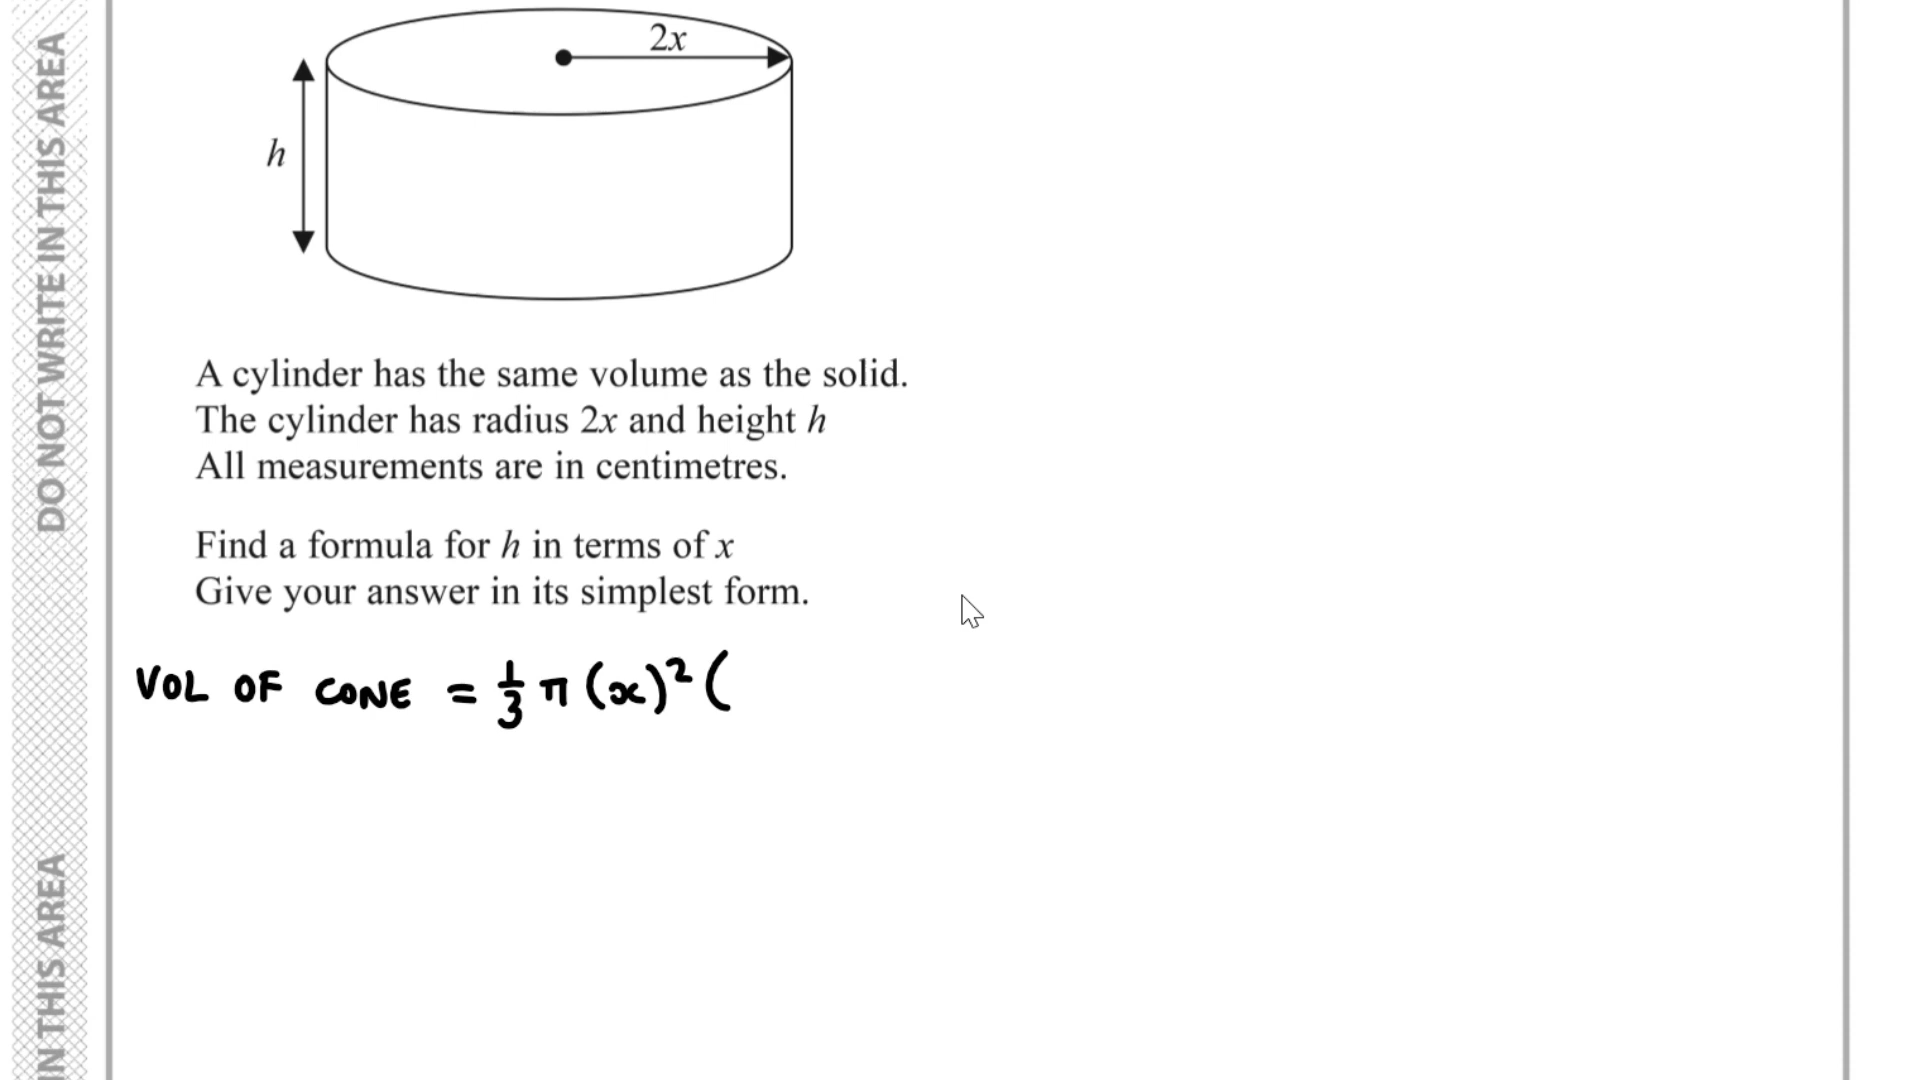 DO NOT WRITE IN THIS AREA
2x
h
A cylinder has the same volume as the solid.
The cylinder has radius 2x and height h
All measurements are in centimetres.
Find a formula for h in terms of x
Give your answer in its simplest form.
VOL OF CONE = 1/3 π (x)² (
IN THIS AREA